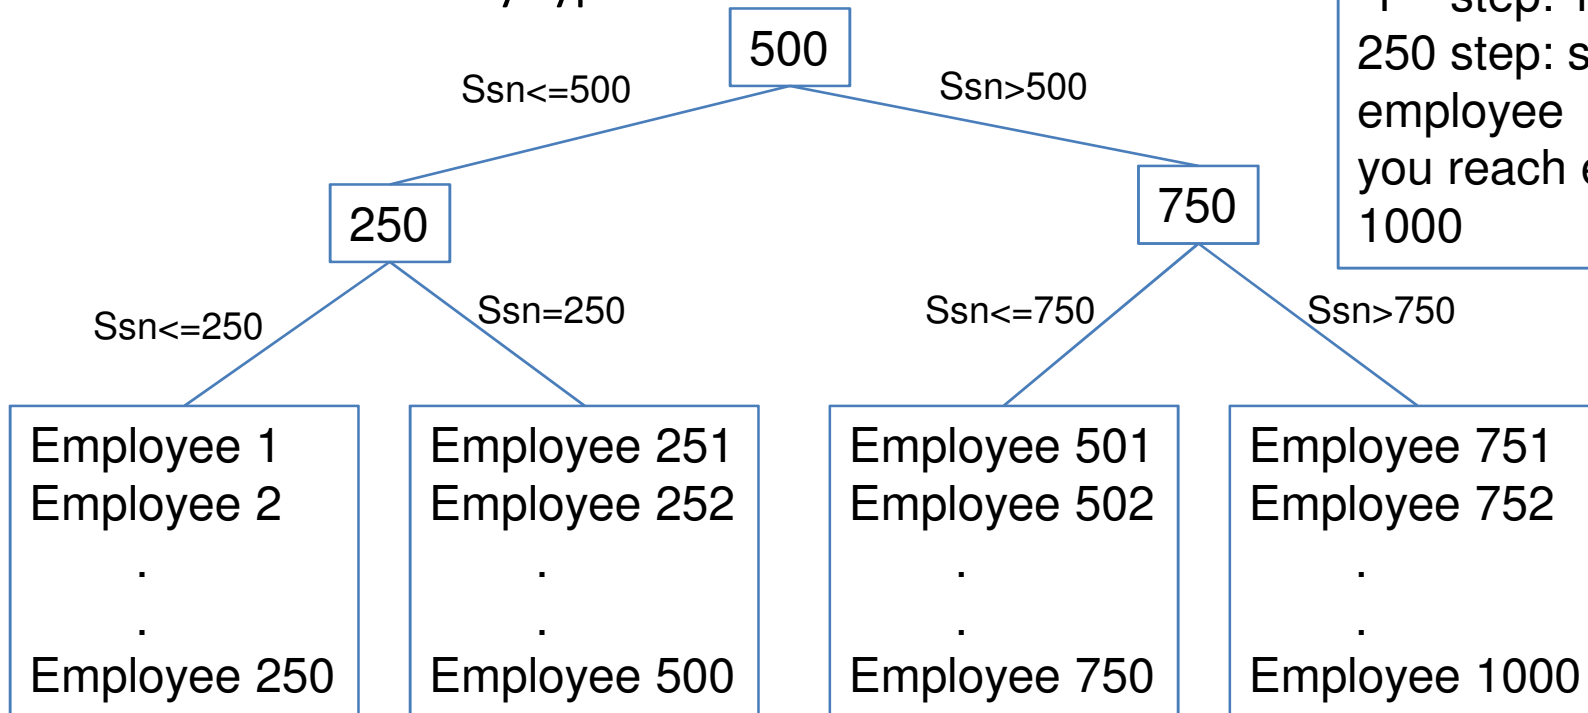 500
Ssn<=500
Ssn>500
step:
250 step:
employee
you reach
1000
250
750
Ssn<=250
Ssn=250
Ssn<=750
Ssn>750
Employee 1
Employee 2
.
.
Employee 250
Employee 251
Employee 252
.
.
Employee 500
Employee 501
Employee 502
.
.
Employee 750
Employee 751
Employee 752
.
.
Employee 1000